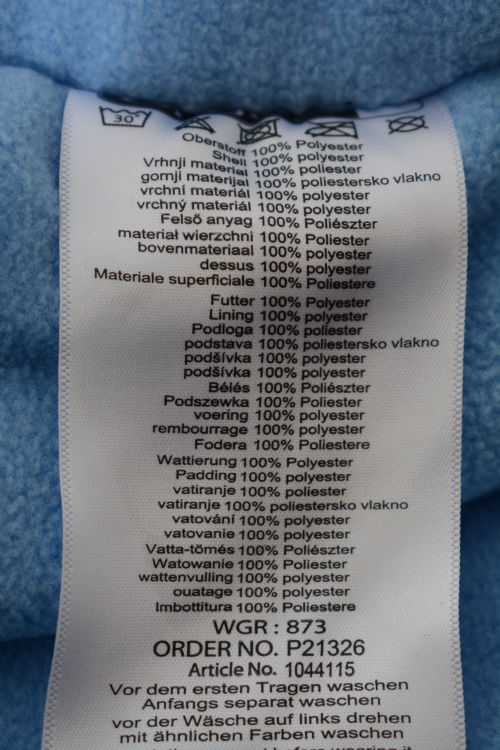 30°
Oberstoff 100% Polyester
Shell 100% Polyester
Vrhnji material 100% poliester
gornji materijal 100% poliestersko vlakno
vrchní materiál 100% polyester
vrchný materiál 100% polyester
Felső anyag 100% Poliészter
materiał wierzchni 100% Poliester
bovenmateriaal 100% polyester
dessus 100% Polyester
Materiale superficiale 100% Poliestere
Futter 100% Polyester
Lining 100% Polyester
Podloga 100% poliester
podstava 100% poliestersko vlakno
podšívka 100% polyester
podšívka 100% polyester
Bélés 100% Poliészter
Podszewka 100% Poliester
voering 100% polyester
rembourrage 100% Polyester
Fodera 100% Poliestere
Wattierung 100% Polyester
Padding 100% Polyester
vatiranje 100% poliester
vatiranje 100% poliestersko vlakno
vatování 100% polyester
vatovanie 100% polyester
Vatta-tömés 100% Poliészter
Watowanie 100% Poliester
wattenvulling 100% polyester
ouatage 100% Polyester
Imbottitura 100% Poliestere
WGR : 873
ORDER NO. P21326
Article No. 1044115
Vor dem ersten Tragen waschen
Anfangs separat waschen
vor der Wäsche auf links drehen
mit ähnlichen Farben waschen
before wearing it